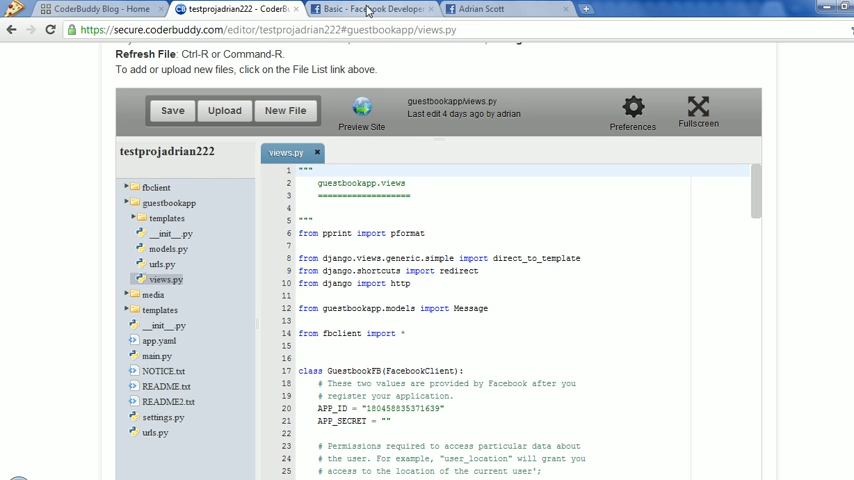 CoderBuddy Blog - Home
testprojadrian222 - CoderBu
Basic - Facebook Developer
Adrian Scott
https://secure.coderbuddy.com/editor/testprojadrian222#guestbookapp/views.py
Refresh File: Ctrl-R or Command-R.
To add or upload new files, click on the File List link above.
Save
Upload
New File
Preview Site
guestbookapp/views.py
Last edit 4 days ago by adrian
Preferences
Fullscreen
testprojadrian222
fbclient
guestbookapp
templates
__init__.py
models.py
urls.py
views.py
media
templates
__init__.py
app.yaml
main.py
NOTICE.txt
README.txt
README2.txt
settings.py
urls.py
views.py ×
1 """
2 guestbookapp.views
3 ===================
4
5 """
6 from pprint import pformat
7
8 from django.views.generic.simple import direct_to_template
9 from django.shortcuts import redirect
10 from django import http
11
12 from guestbookapp.models import Message
13
14 from fbclient import *
15
16
17 class GuestbookFB(FacebookClient):
18 # These two values are provided by Facebook after you
19 # register your application.
20 APP_ID = "180458835371639"
21 APP_SECRET = ""
22
23 # Permissions required to access particular data about
24 # the user. For example, "user_location" will grant you
25 # access to the location of the current user';